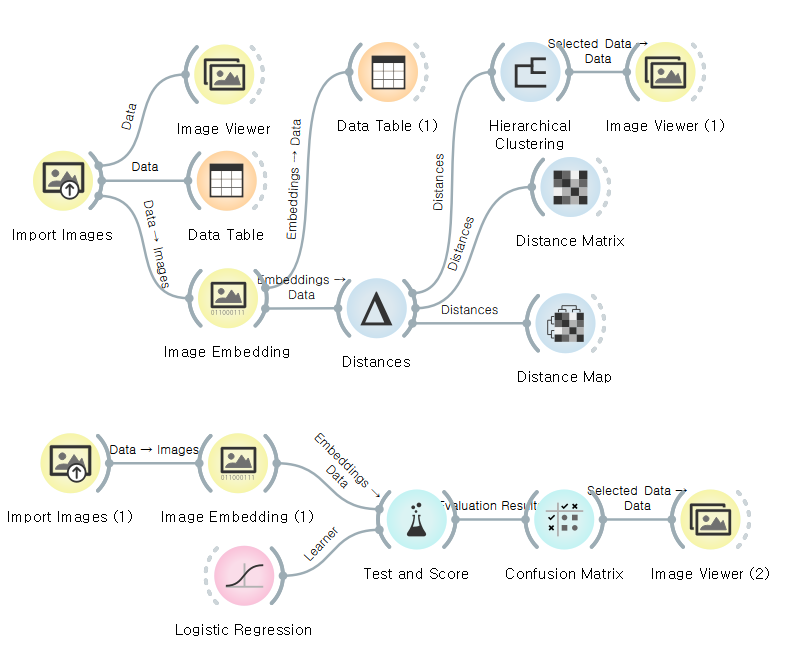 Selected Data →
Data
Data
Image Viewer
Embeddings → Data
Data Table (1)
Hierarchical
Clustering
Image Viewer (1)
Data
Data Table
Distances
Distances
Distance Matrix
Import Images
Data → Images
011000111
Image Embedding
Embeddings →
Data
Distances
Distances
Distance Map
Data → Images
Import Images (1)
011000111
Image Embedding (1)
Embeddings →
Data
Learner
Logistic Regression
Test and Score
Evaluation Result
Confusion Matrix
Selected Data →
Data
Image Viewer (2)